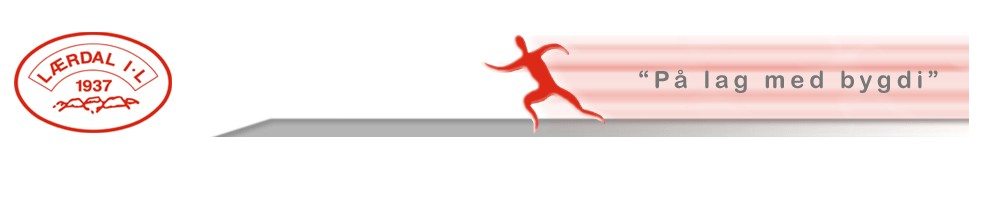 LÆRDAL I·L
1937
“På lag med bygdi”